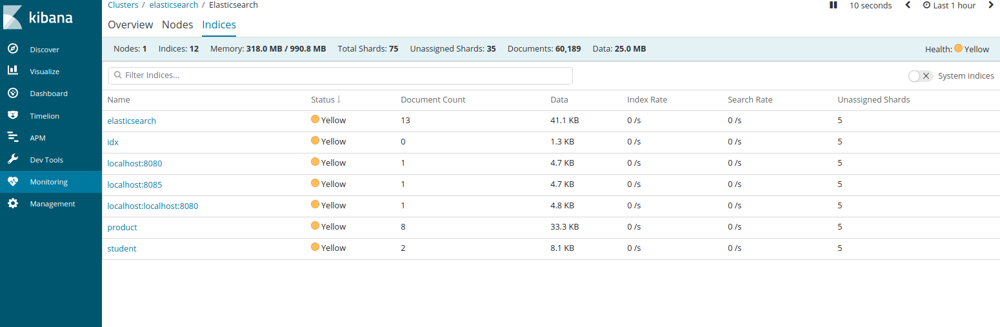 Clusters / elasticsearch / Elasticsearch 10 seconds Last 1 hour
kibana
Overview Nodes Indices
Nodes: 1 Indices: 12 Memory: 318.0 MB / 990.8 MB Total Shards: 75 Unassigned Shards: 35 Documents: 60,189 Data: 25.0 MB Health: Yellow
Discover
Visualize
Dashboard
Timelion
APM
Dev Tools
Monitoring
Management
Filter Indices... System indices
Name Status Document Count Data Index Rate Search Rate Unassigned Shards
elasticsearch Yellow 13 41.1 KB 0 /s 0 /s 5
idx Yellow 0 1.3 KB 0 /s 0 /s 5
localhost:8080 Yellow 1 4.7 KB 0 /s 0 /s 5
localhost:8085 Yellow 1 4.7 KB 0 /s 0 /s 5
localhost:localhost:8080 Yellow 1 4.8 KB 0 /s 0 /s 5
product Yellow 8 33.3 KB 0 /s 0 /s 5
student Yellow 2 8.1 KB 0 /s 0 /s 5